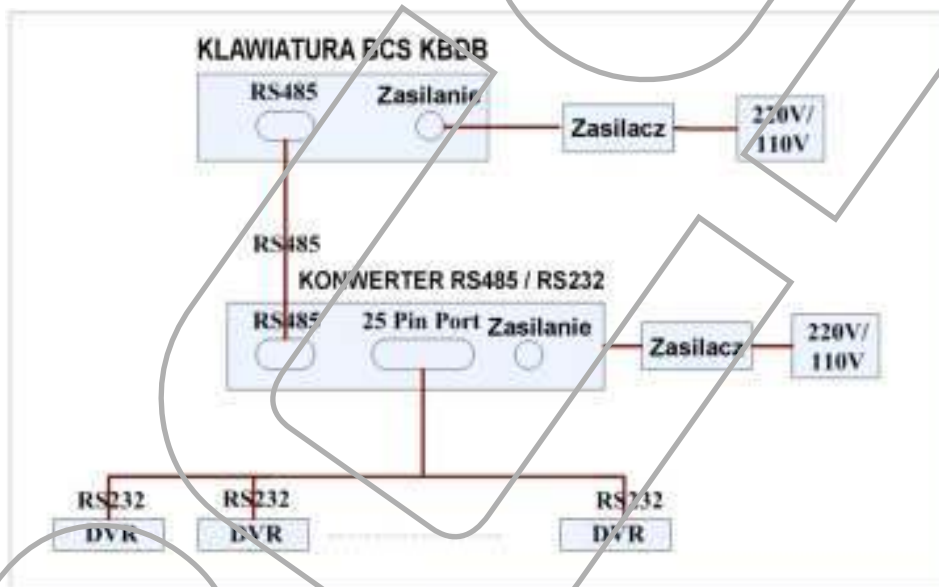 KLAWIATURA BCS KBDB
RS485
Zasilanie
Zasilacz
220V/
110V
RS485
KONWERTER RS485 / RS232
RS485
25 Pin Port
Zasilanie
Zasilacz
220V/
110V
RS232
RS232
RS232
DVR
DVR
DVR